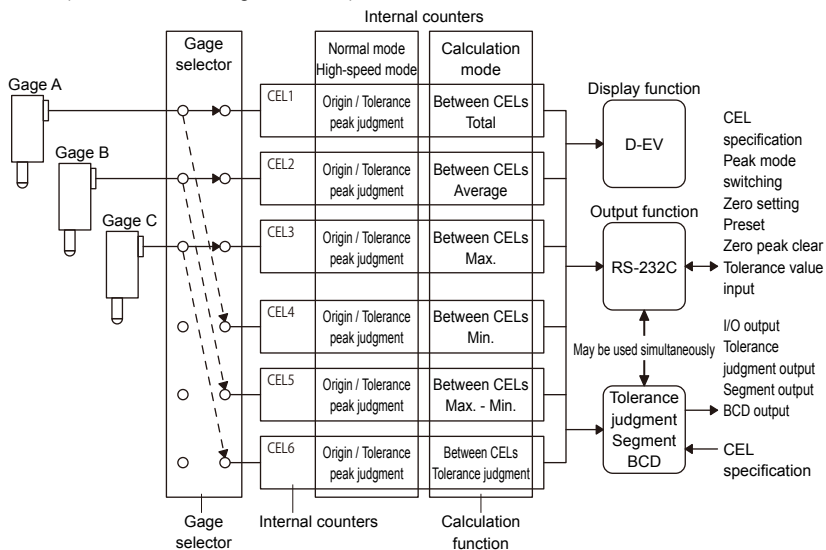 Internal counters
Gage
selector
Normal mode
High-speed mode
Calculation
mode
Gage A
Gage B
Gage C
CEL1
Origin / Tolerance
peak judgment
Between CELs
Total
CEL2
Origin / Tolerance
peak judgment
Between CELs
Average
CEL3
Origin / Tolerance
peak judgment
Between CELs
Max.
CEL4
Origin / Tolerance
peak judgment
Between CELs
Min.
CEL5
Origin / Tolerance
peak judgment
Between CELs
Max. - Min.
CEL6
Origin / Tolerance
peak judgment
Between CELs
Tolerance judgment
Display function
D-EV
Output function
RS-232C
May be used simultaneously
Tolerance
judgment
Segment
BCD
CEL
specification
Peak mode
switching
Zero setting
Preset
Zero peak clear
Tolerance value
input
I/O output
Tolerance
judgment output
Segment output
BCD output
CEL
specification
Gage
selector
Internal counters
Calculation
function